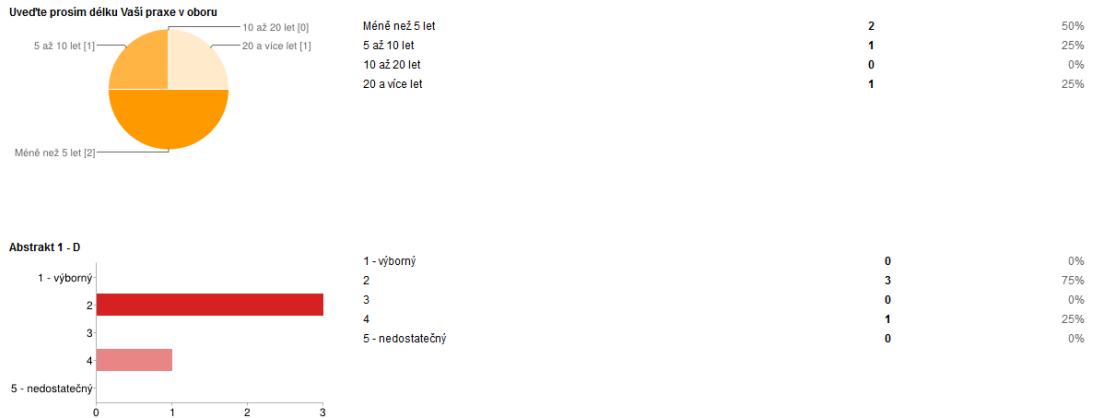 Uveďte prosím délku Vaší praxe v oboru
10 až 20 let [0]
5 až 10 let [1]
20 a více let [1]
Méně než 5 let [2]
Méně než 5 let 2 50%
5 až 10 let 1 25%
10 až 20 let 0 0%
20 a více let 1 25%
Abstrakt 1 - D
1 - výborný
2
3
4
5 - nedostatečný
0 1 2 3
1 - výborný 0 0%
2 3 75%
3 0 0%
4 1 25%
5 - nedostatečný 0 0%